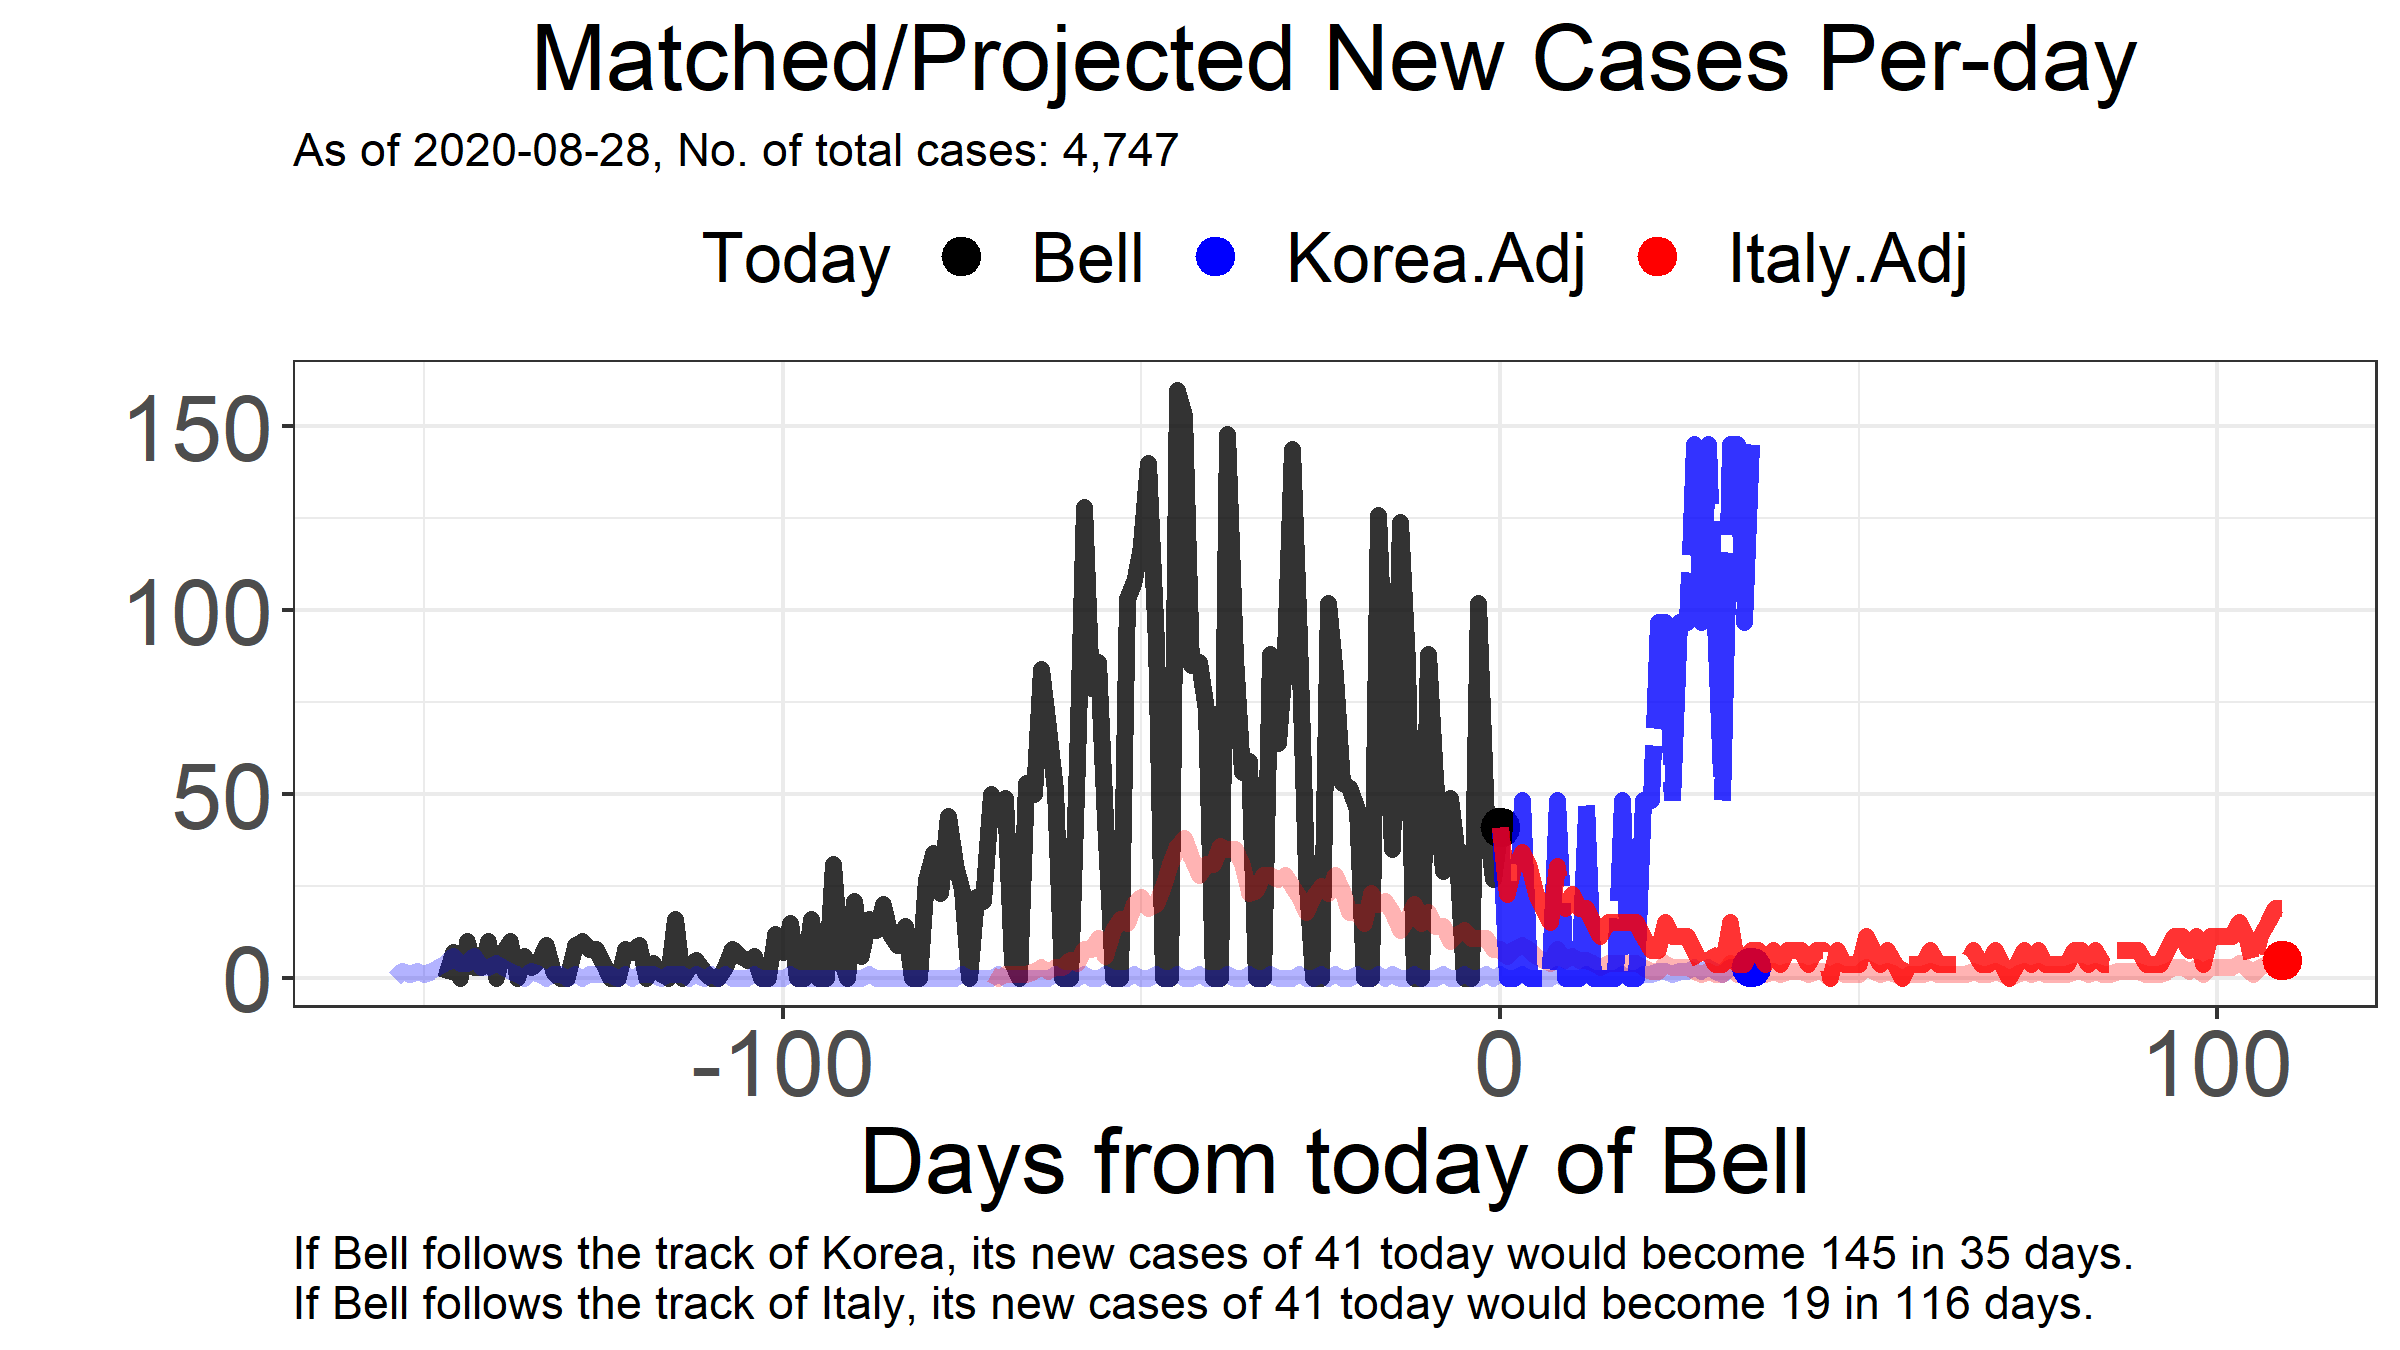 Matched/Projected New Cases Per-day
As of 2020-08-28, No. of total cases: 4,747
Today Bell Korea.Adj Italy.Adj
150
100
50
0
-100 0 100
Days from today of Bell
If Bell follows the track of Korea, its new cases of 41 today would become 145 in 35 days.
If Bell follows the track of Italy, its new cases of 41 today would become 19 in 116 days.